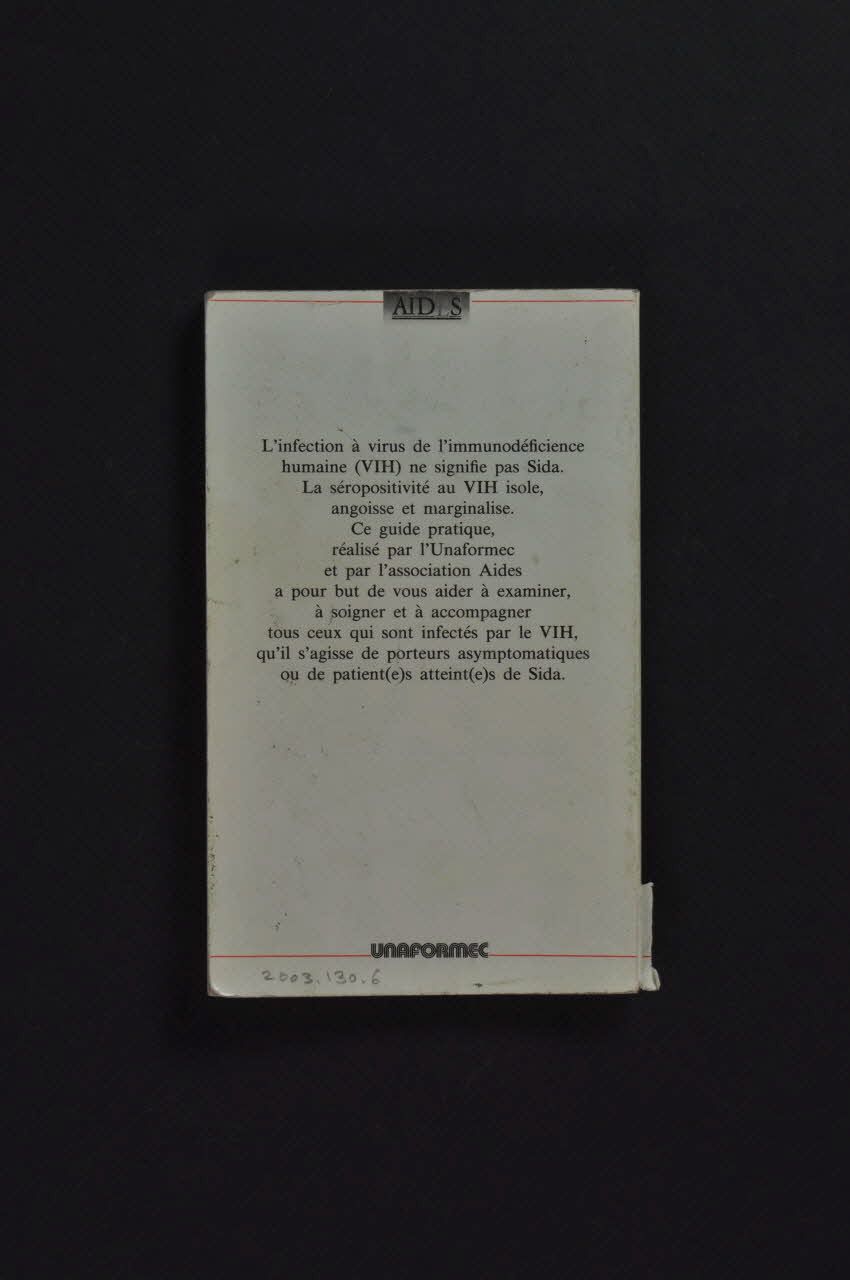 AIDES
L'infection à virus de l'immunodéficience
humaine (VIH) ne signifie pas Sida.
La séropositivité au VIH isole,
angoisse et marginalise.
Ce guide pratique,
réalisé par l'Unaformec
et par l'association Aides
a pour but de vous aider à examiner,
à soigner et à accompagner
tous ceux qui sont infectés par le VIH,
qu'il s'agisse de porteurs asymptomatiques
ou de patient(e)s atteint(e)s de Sida.
UNAFORMEC
2003.130.6